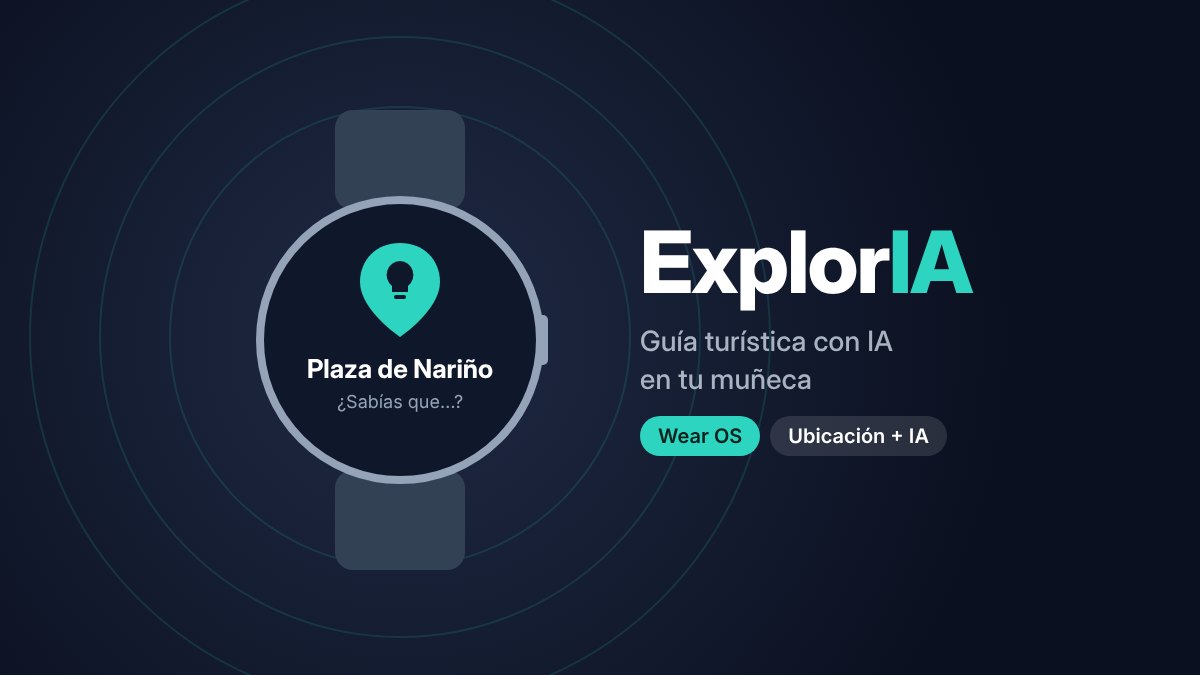 Plaza de Nariño
¿Sabías que...?
ExplorIA
Guía turística con IA
en tu muñeca
Wear OS
Ubicación + IA